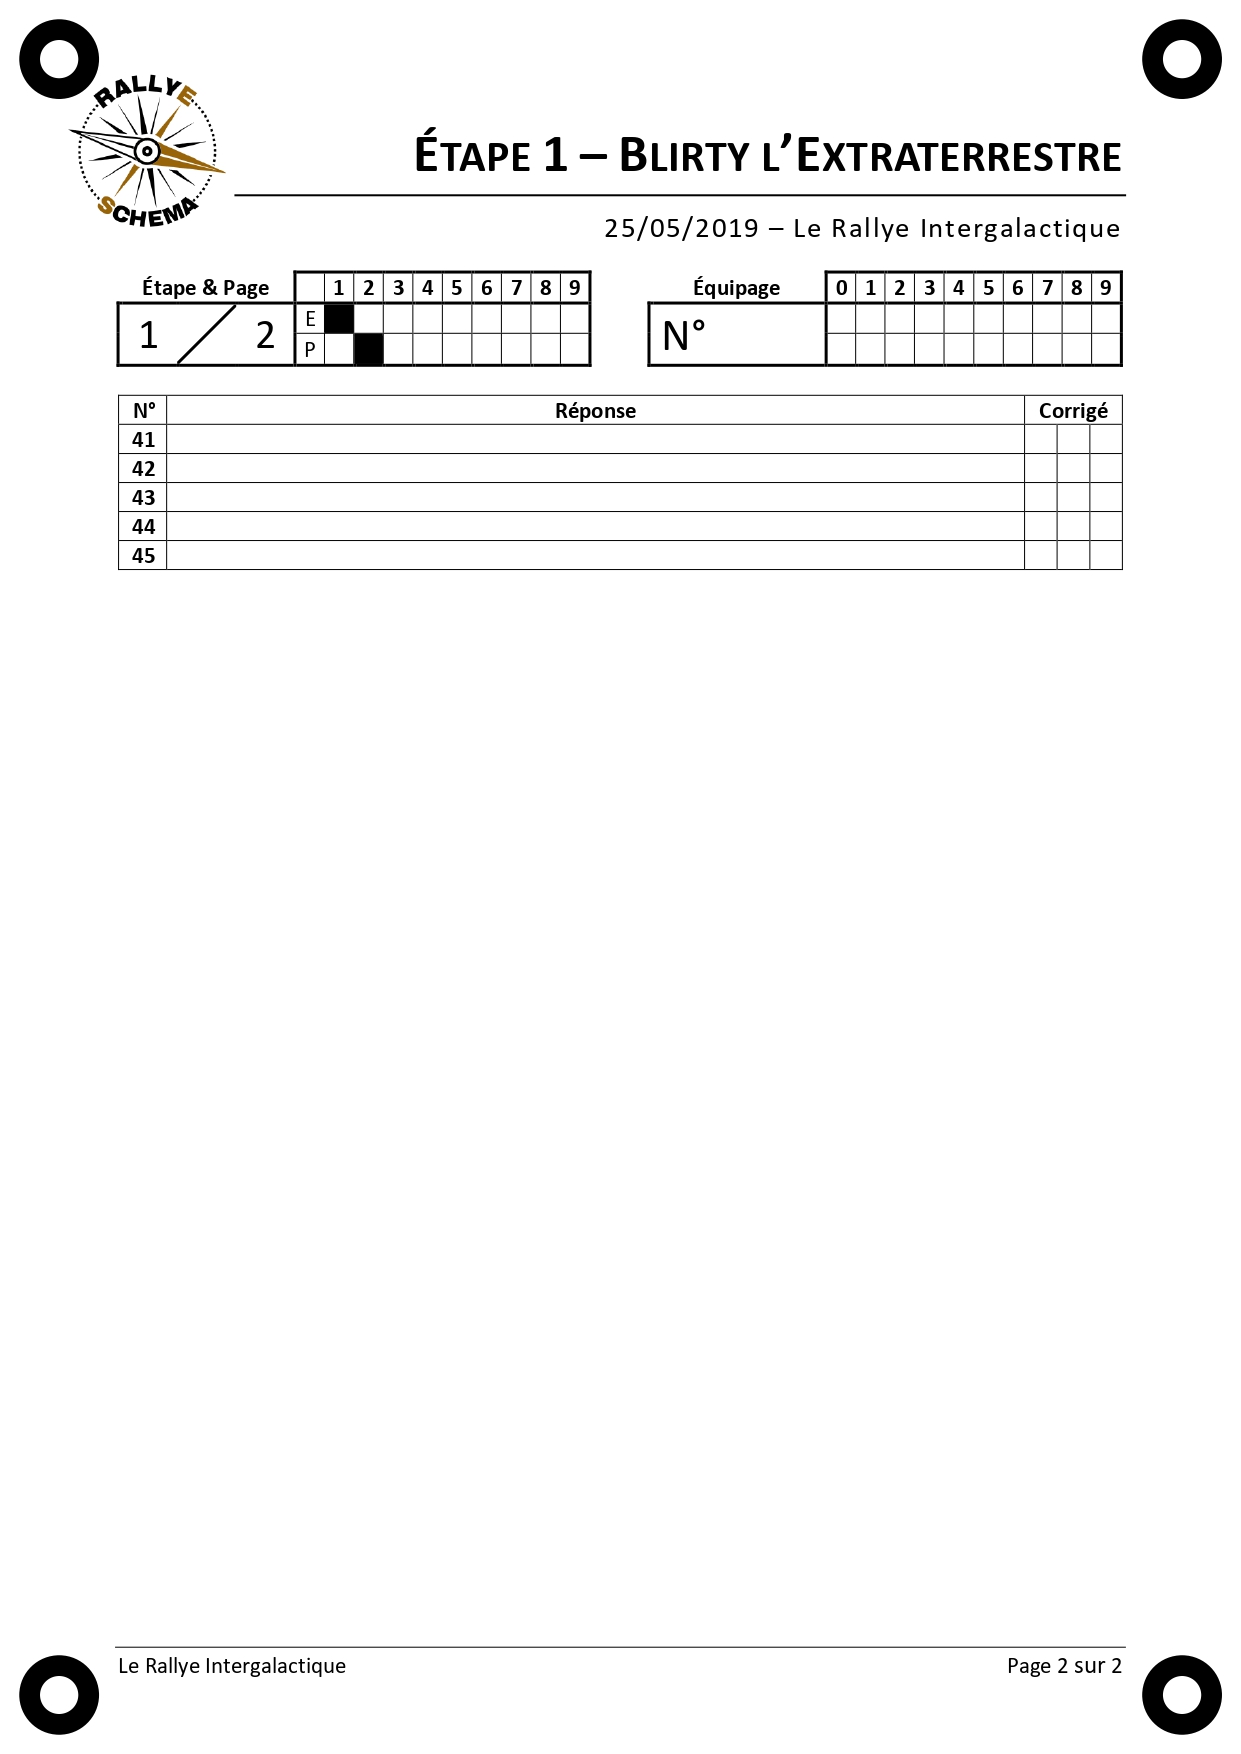 RALLYE
SCHEMA
ÉTAPE 1 – BLIRTY L’EXTRATERRESTRE
25/05/2019 – Le Rallye Intergalactique
Étape & Page 1 2 3 4 5 6 7 8 9
1 / 2
E
P
Équipage 0 1 2 3 4 5 6 7 8 9
N°
N° Réponse Corrigé
41
42
43
44
45
Le Rallye Intergalactique Page 2 sur 2